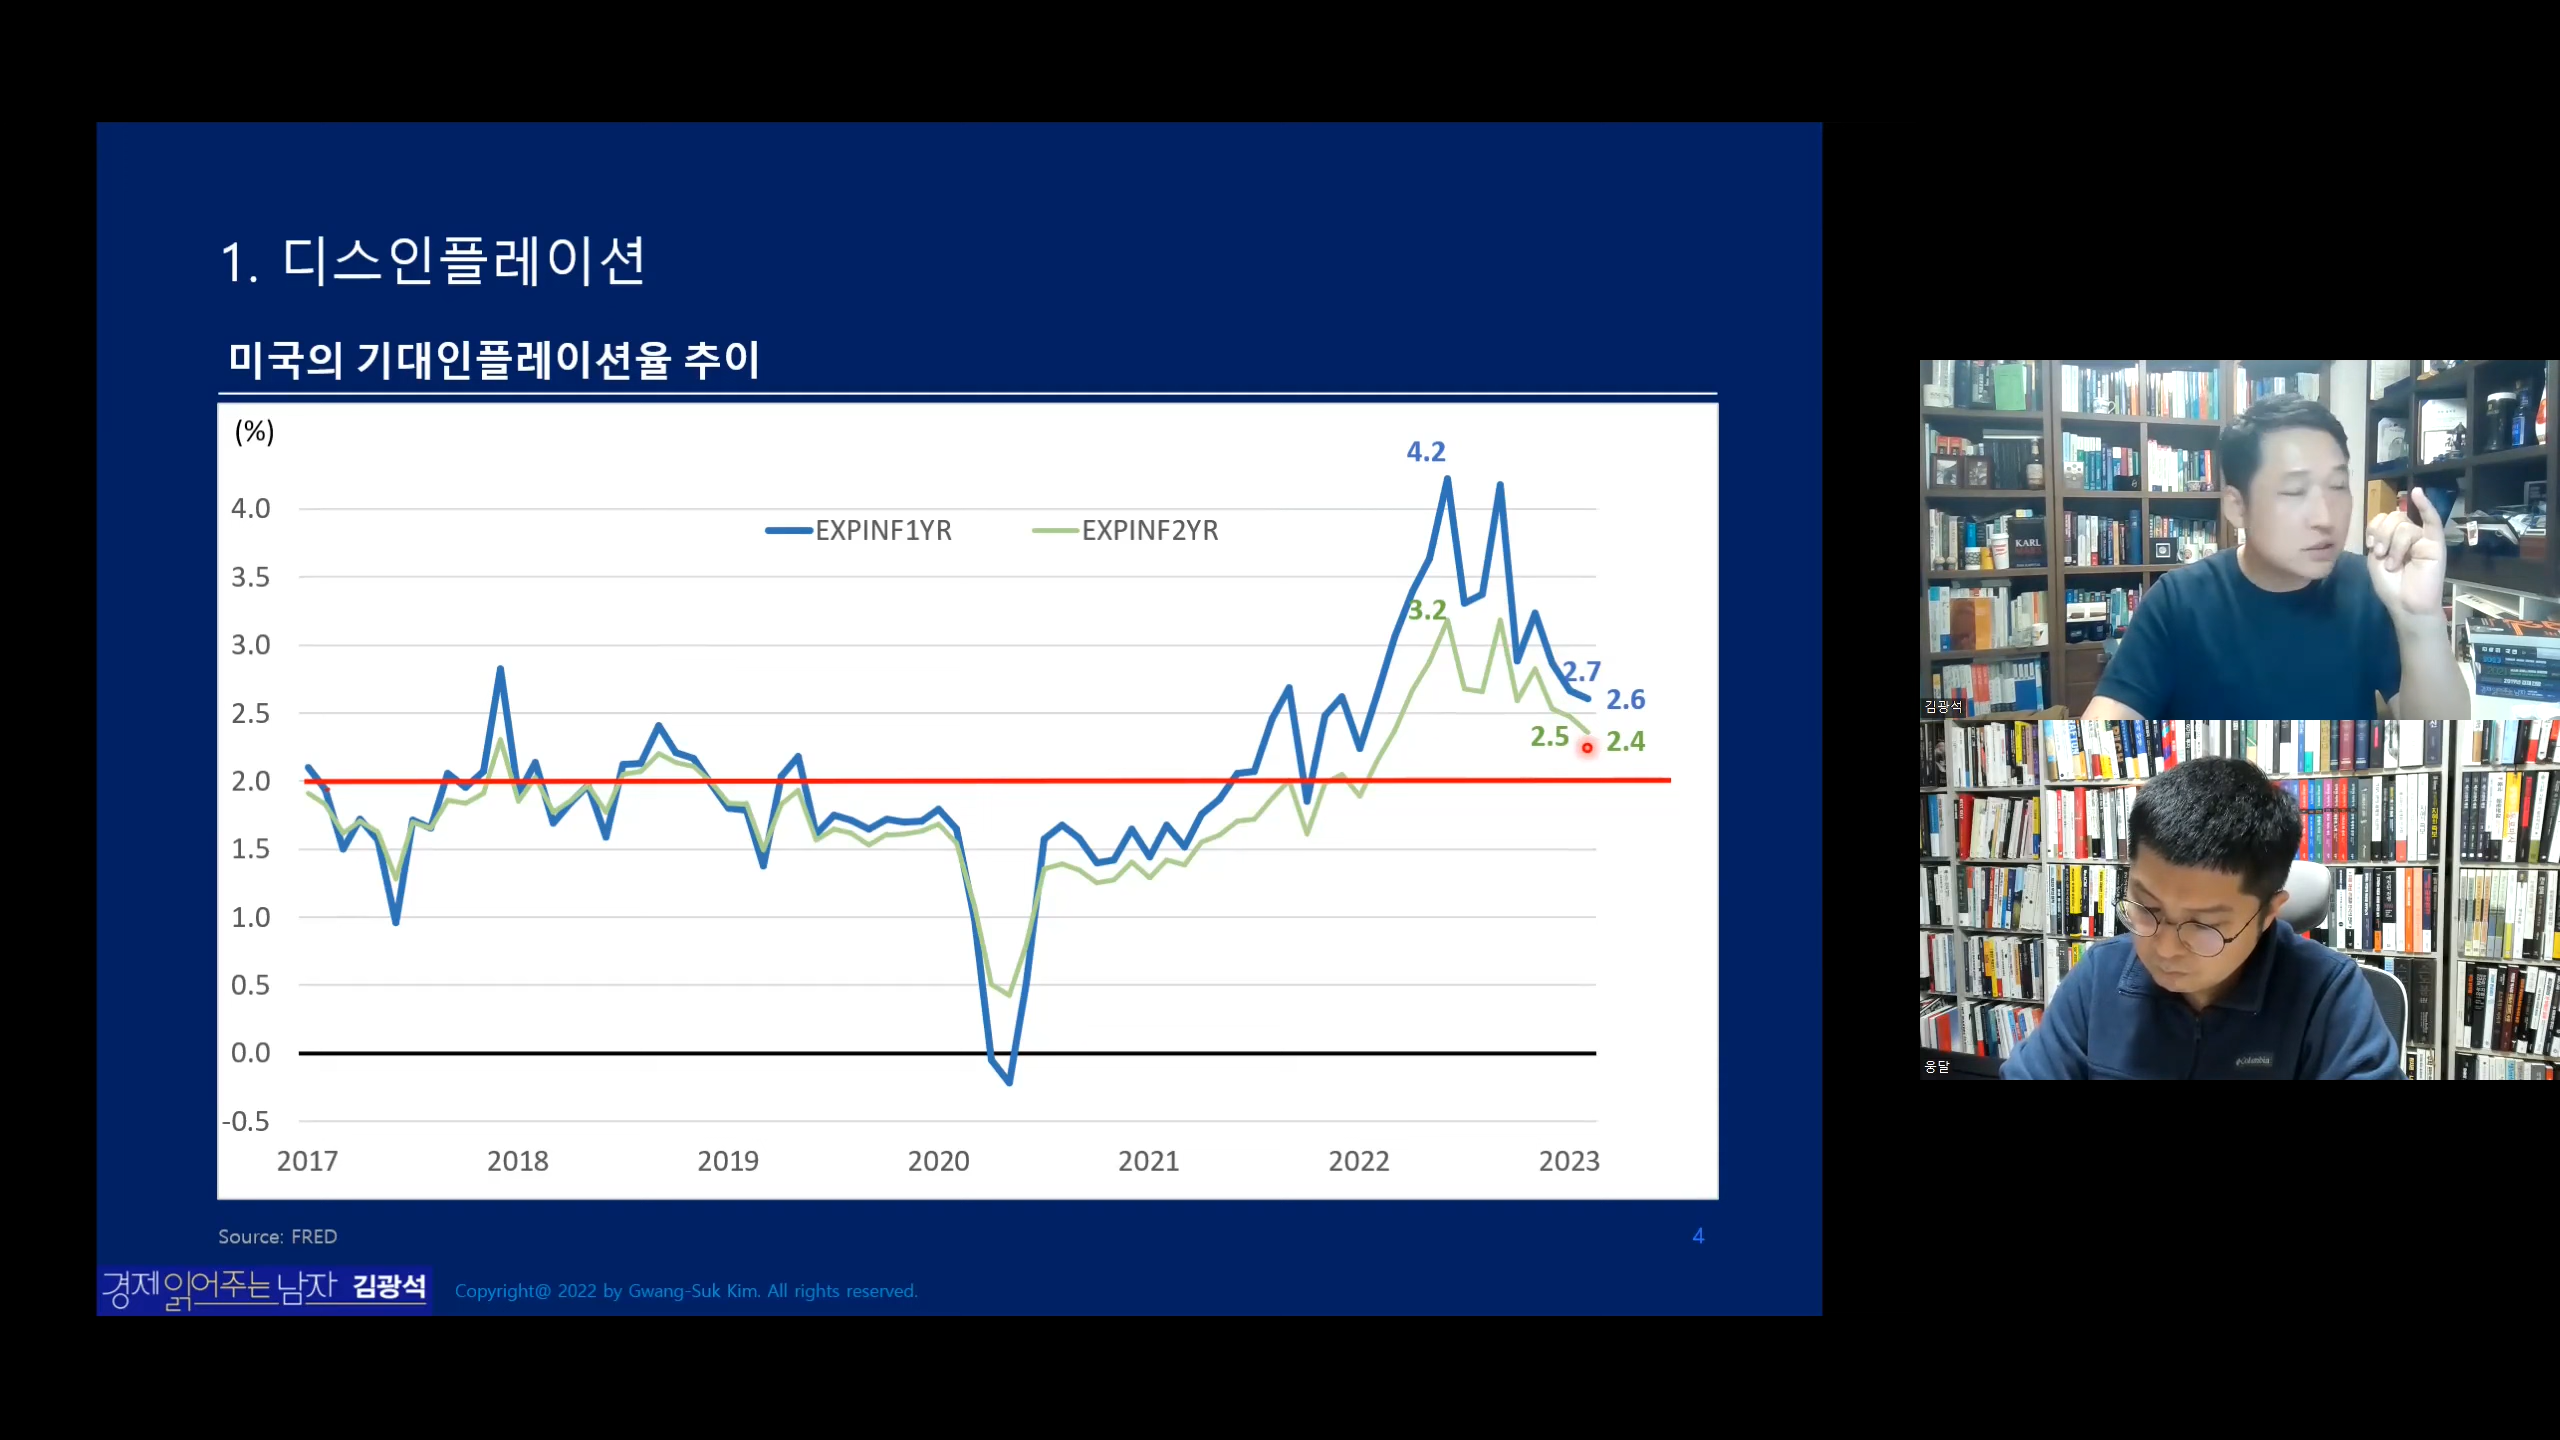 1. 디스인플레이션
미국의 기대인플레이션율 추이
(%)
4.2
4.0
EXPINF1YR EXPINF2YR
3.5
3.2
3.0
2.7
2.5
2.6
2.5
2.4
2.0
1.5
1.0
0.5
0.0
-0.5
2017 2018 2019 2020 2021 2022 2023
Source: FRED
4
경제 읽어주는 남자 김광석
Copyright@ 2022 by Gwang-Suk Kim. All rights reserved.
KARL
김광석
Columbia
웅달